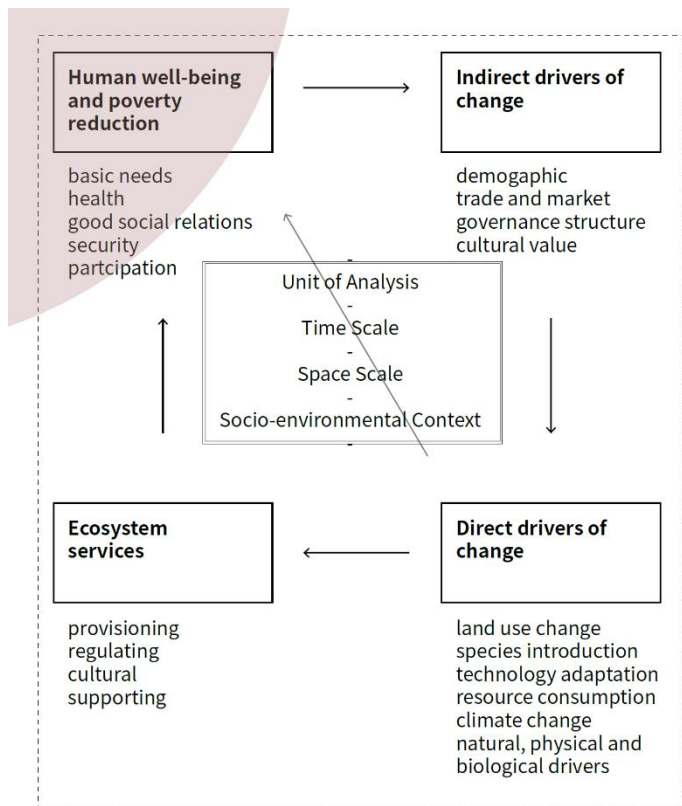 Human well-being
and poverty
reduction
basic needs
health
good social relations
security
partcipation
Indirect drivers of
change
demogaphic
trade and market
governance structure
cultural value
Unit of Analysis
-
Time Scale
-
Space Scale
-
Socio-environmental Context
-
Ecosystem
services
provisioning
regulating
cultural
supporting
Direct drivers of
change
land use change
species introduction
technology adaptation
resource consumption
climate change
natural, physical and
biological drivers